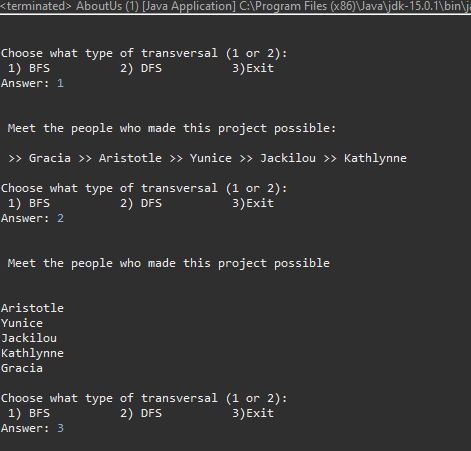 <terminated> AboutUs (1) [Java Application] C:\Program Files (x86)\Java\jdk-15.0.1\bin\ja
Choose what type of transversal (1 or 2):
1) BFS 2) DFS 3)Exit
Answer: 1
Meet the people who made this project possible:
>> Gracia >> Aristotle >> Yunice >> Jackilou >> Kathlynne
Choose what type of transversal (1 or 2):
1) BFS 2) DFS 3)Exit
Answer: 2
Meet the people who made this project possible
Aristotle
Yunice
Jackilou
Kathlynne
Gracia
Choose what type of transversal (1 or 2):
1) BFS 2) DFS 3)Exit
Answer: 3